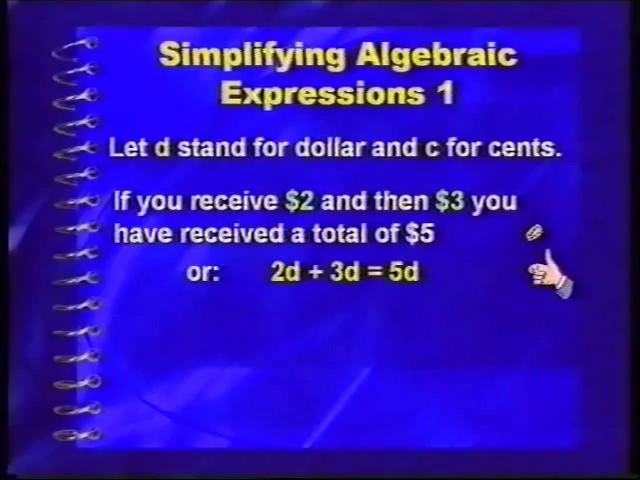 Simplifying Algebraic
Expressions 1
Let d stand for dollar and c for cents.
If you receive $2 and then $3 you
have received a total of $5
or: 2d + 3d = 5d